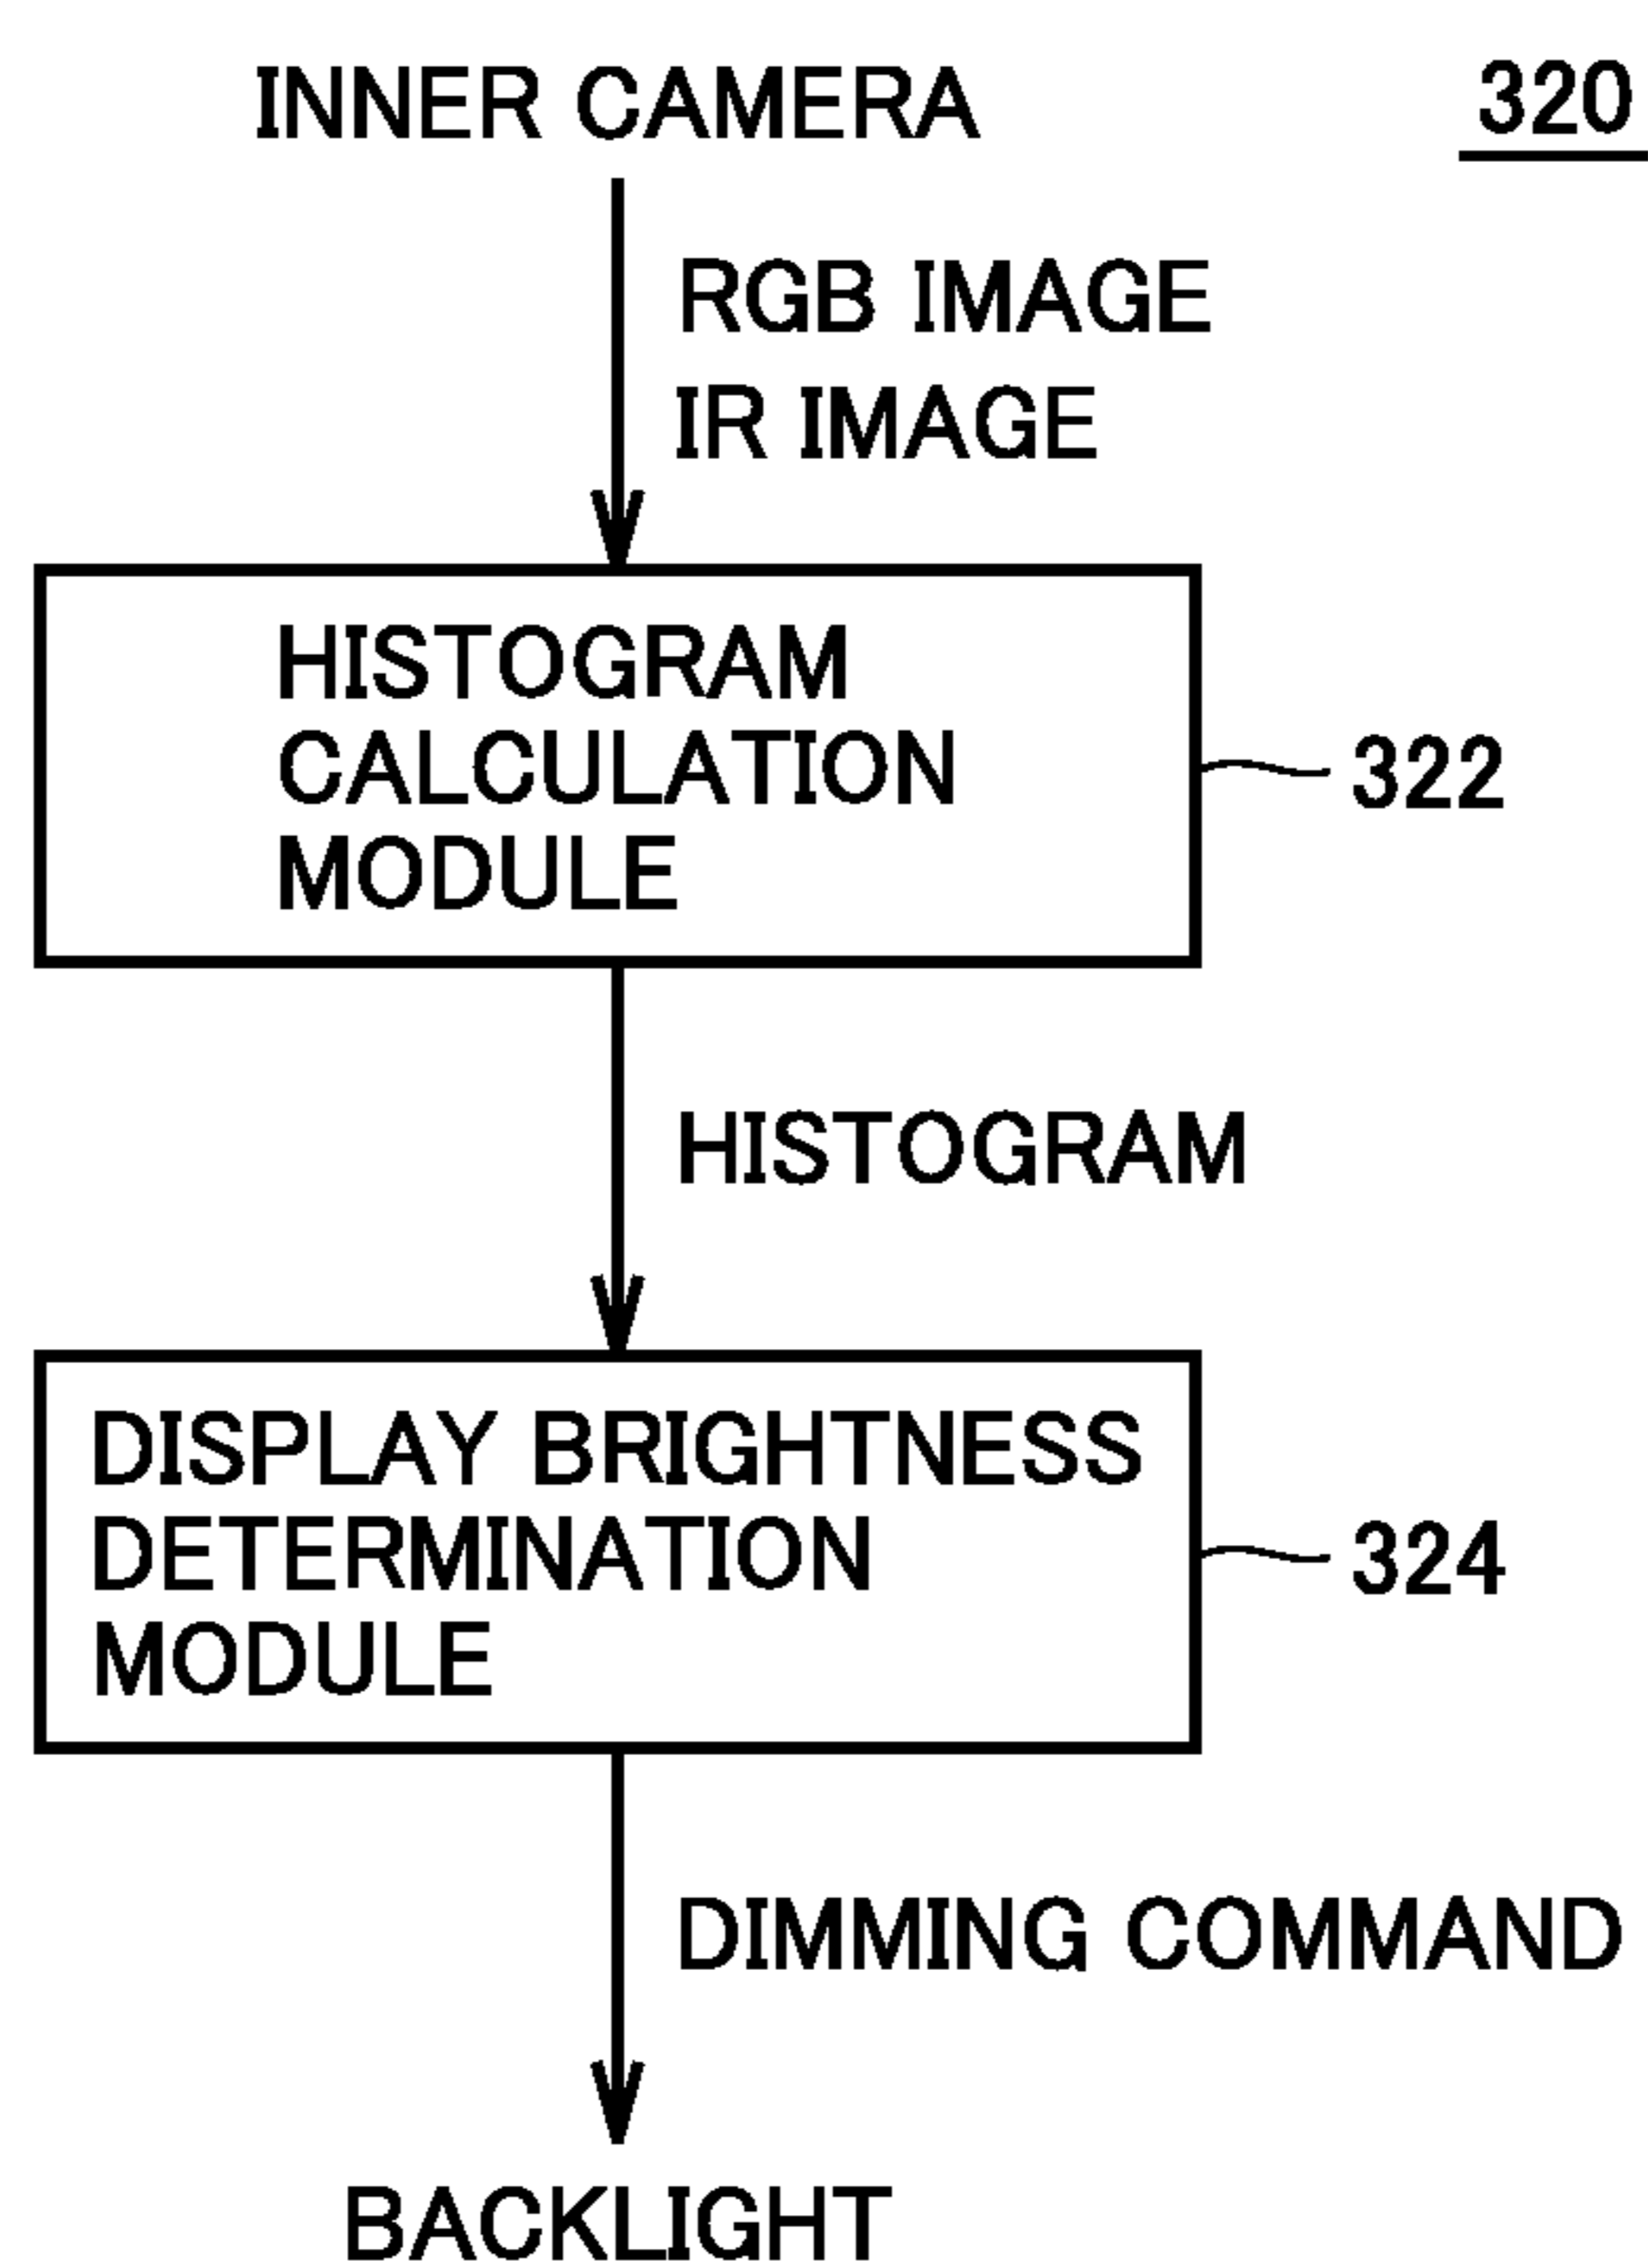 INNER CAMERA
320
RGB IMAGE
IR IMAGE
HISTOGRAM
CALCULATION
MODULE
322
HISTOGRAM
DISPLAY BRIGHTNESS
DETERMINATION
MODULE
324
DIMMING COMMAND
BACKLIGHT